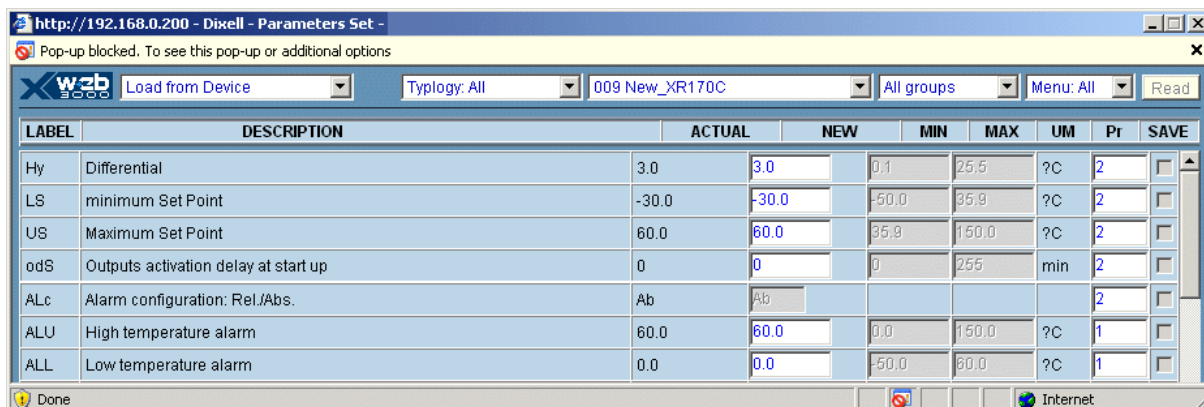 http://192.168.0.200 - Dixell - Parameters Set -
Pop-up blocked. To see this pop-up or additional options
Xweb 3000 Load from Device Typlogy: All 009 New_XR170C All groups Menu: All Read
LABEL DESCRIPTION ACTUAL NEW MIN MAX UM Pr SAVE
Hy Differential 3.0 3.0 0.1 25.5 ?C 2
LS minimum Set Point -30.0 -30.0 -50.0 35.9 ?C 2
US Maximum Set Point 60.0 60.0 35.9 150.0 ?C 2
odS Outputs activation delay at start up 0 0 0 255 min 2
ALc Alarm configuration: Rel./Abs. Ab Ab 2
ALU High temperature alarm 60.0 60.0 0.0 150.0 ?C 1
ALL Low temperature alarm 0.0 0.0 -50.0 60.0 ?C 1
Done Internet